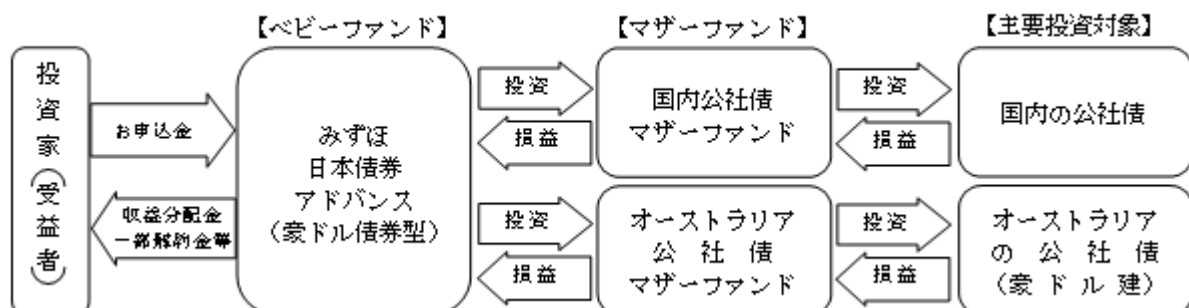 【ベビーファンド】
【マザーファンド】
【主要投資対象】
投資家(受益者)
お申込金
収益分配金
一部解約金等
みずほ
日本債券
アドバンス
（豪ドル債券型）
投資
損益
国内公社債
マザーファンド
投資
損益
国内の公社債
投資
損益
オーストラリア
公社債
マザーファンド
投資
損益
オーストラリア
の公社債
（豪ドル建）